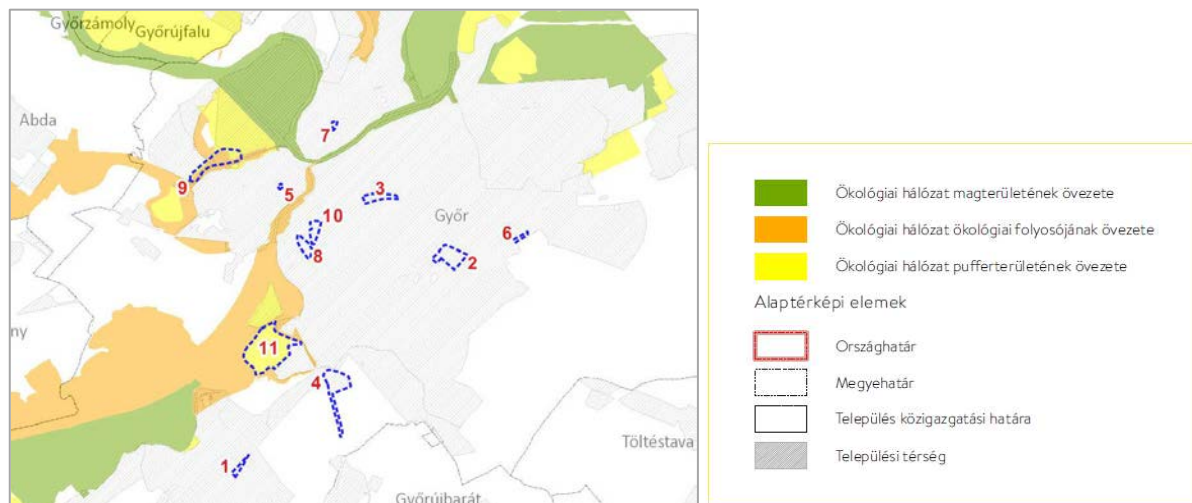 Győrzámoly
Győrújfalu
Abda
7
9
5
3
10
Győr
6
8
2
ny
11
4
Töltéstava
1
Győrújbarát
Ökológiai hálózat magterületének övezete
Ökológiai hálózat ökológiai folyosójának övezete
Ökológiai hálózat pufferterületének övezete
Alaptérképi elemek
Országhatár
Megyehatár
Település közigazgatási határa
Települési térség